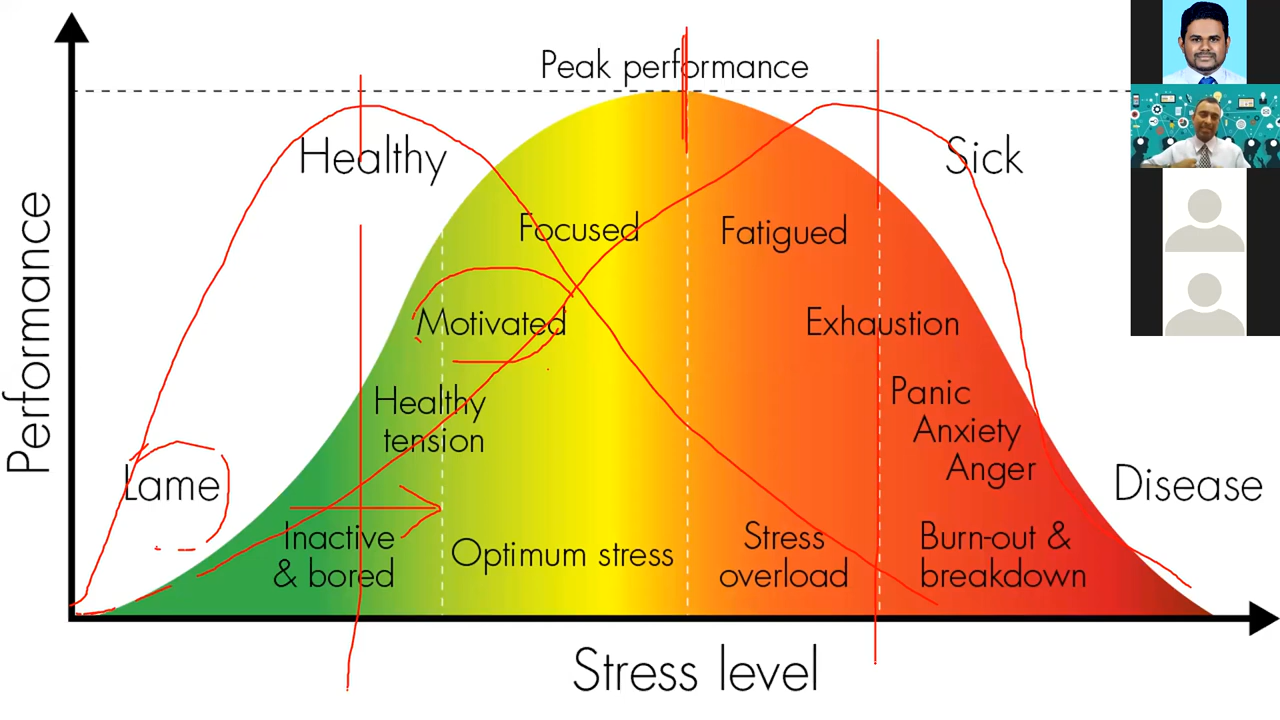 Peak performance
Healthy
Sick
Focused
Fatigued
Motivated
Exhaustion
Healthy
tension
Panic
Anxiety
Anger
Lame
Disease
Inactive
& bored
Optimum stress
Stress
overload
Burn-out &
breakdown
Performance
Stress level